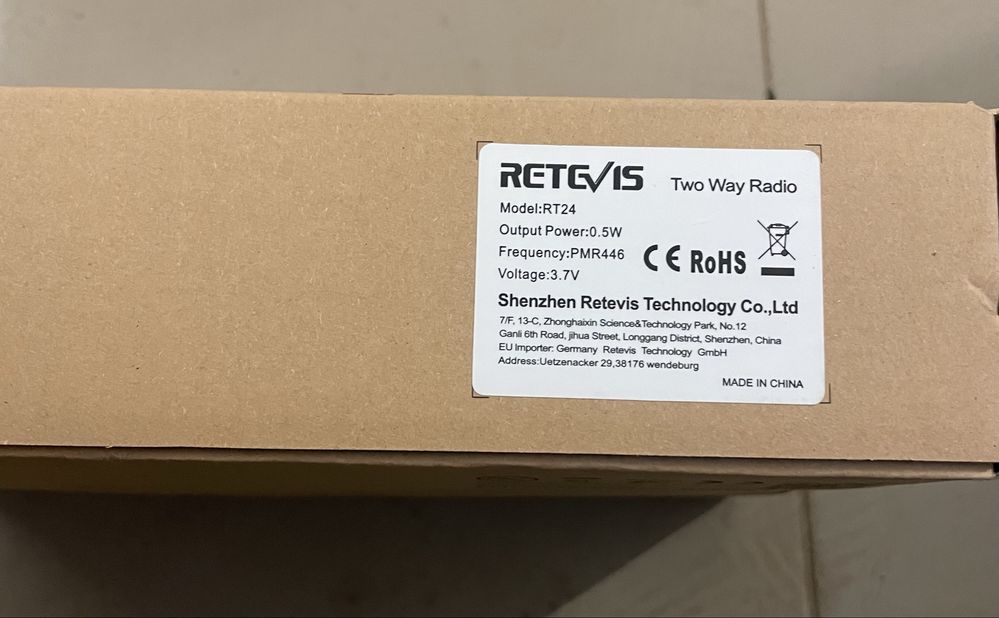 RETEVIS Two Way Radio
Model:RT24
Output Power:0.5W
Frequency:PMR446
Voltage:3.7V
CE RoHS
Shenzhen Retevis Technology Co.,Ltd
7/F, 13-C, Zhonghaixin Science&Technology Park, No.12
Ganli 6th Road, jihua Street, Longgang District, Shenzhen, China
EU Importer: Germany Retevis Technology GmbH
Address:Uetzenacker 29,38176 wendeburg
MADE IN CHINA